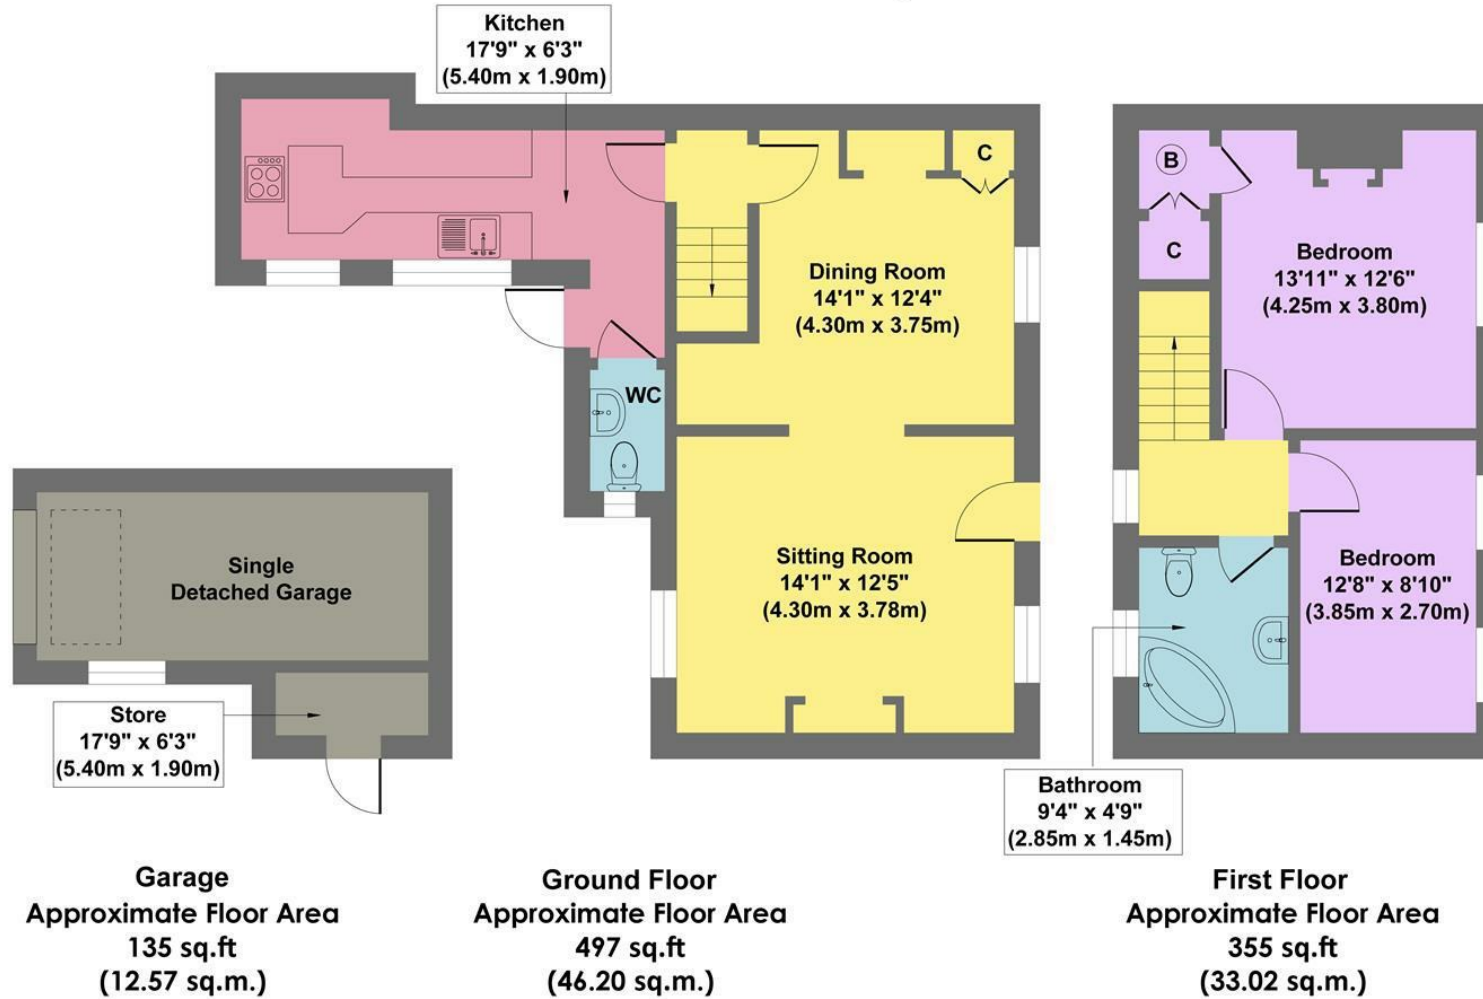 Kitchen
17'9" x 6'3"
(5.40m x 1.90m)
C
Dining Room
14'1" x 12'4"
(4.30m x 3.75m)
WC
Sitting Room
14'1" x 12'5"
(4.30m x 3.78m)
B
C
Bedroom
13'11" x 12'6"
(4.25m x 3.80m)
Bedroom
12'8" x 8'10"
(3.85m x 2.70m)
Bathroom
9'4" x 4'9"
(2.85m x 1.45m)
Single
Detached Garage
Store
17'9" x 6'3"
(5.40m x 1.90m)
Garage
Approximate Floor Area
135 sq.ft
(12.57 sq.m.)
Ground Floor
Approximate Floor Area
497 sq.ft
(46.20 sq.m.)
First Floor
Approximate Floor Area
355 sq.ft
(33.02 sq.m.)